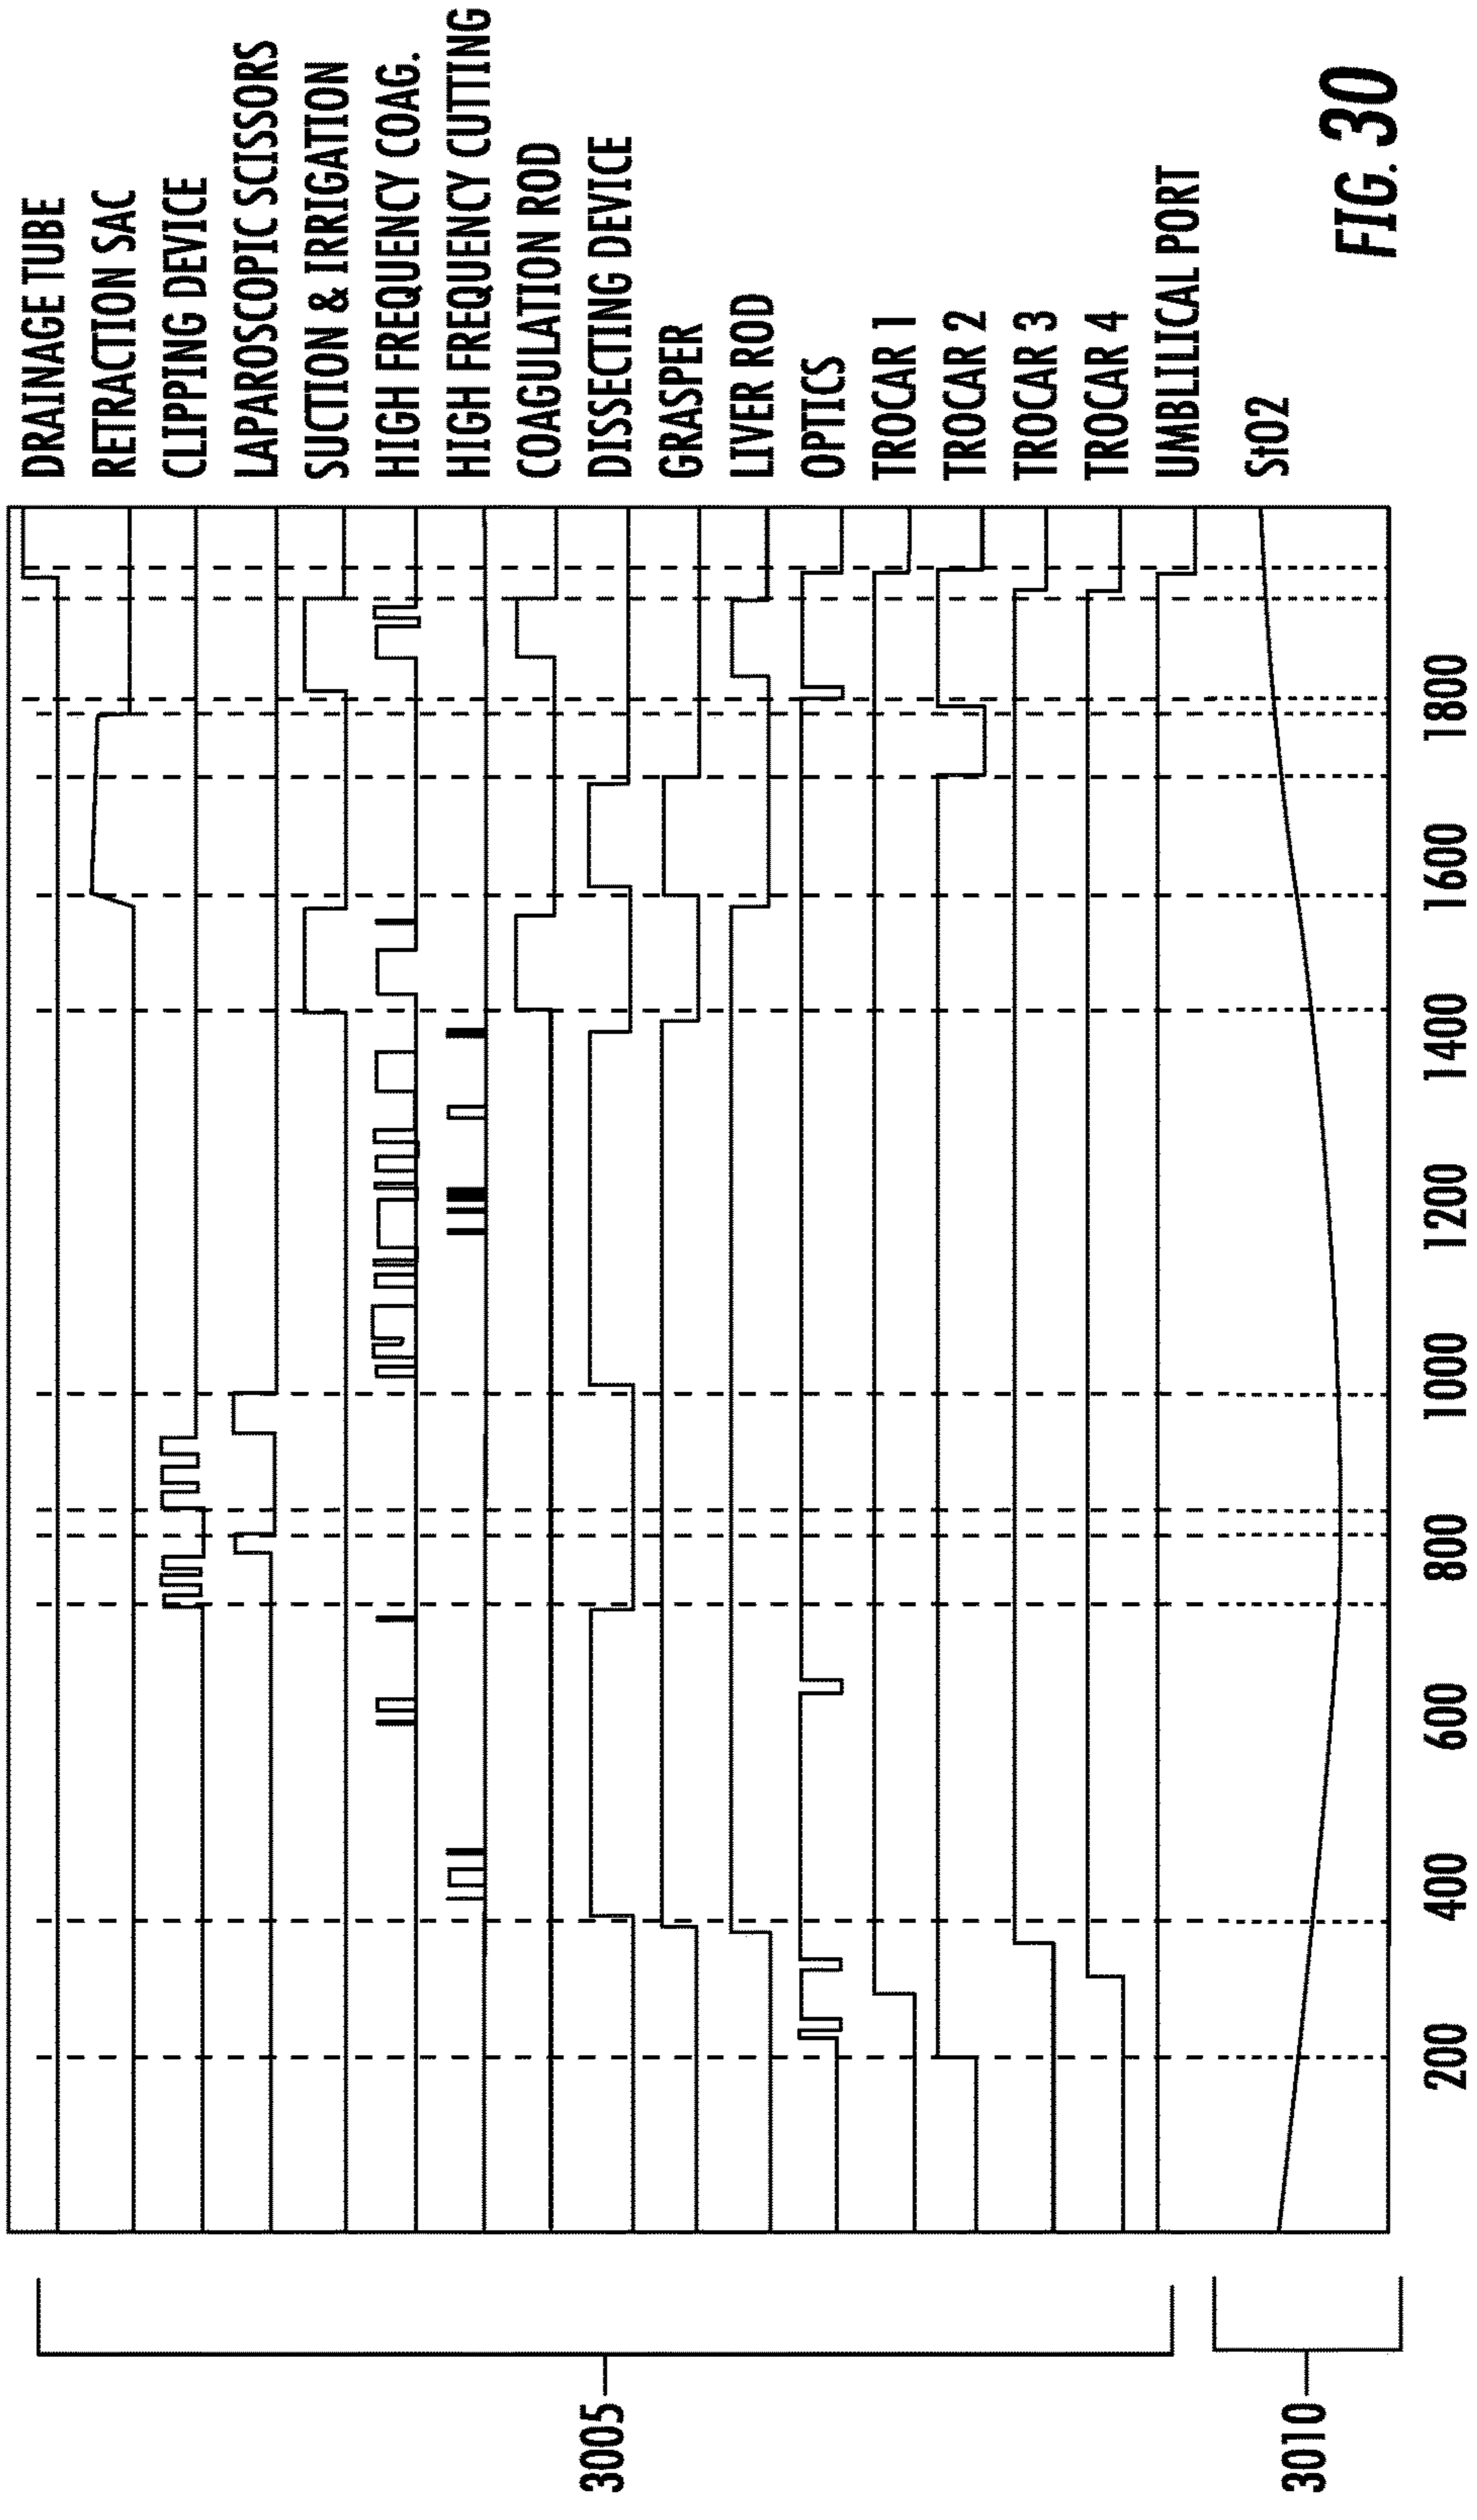 DRAINAGE TUBE
RETRACTION SAC
CLIPPING DEVICE
LAPAROSCOPIC SCISSORS
SUCTION & IRRIGATION
HIGH FREQUENCY COAG.
HIGH FREQUENCY CUTTING
COAGULATION ROD
DISSECTING DEVICE
GRASPER
LIVER ROD
OPTICS
TROCAR 1
TROCAR 2
TROCAR 3
TROCAR 4
UMBLILICAL PORT
StO2
3005
3010
200 400 600 800 1000 1200 1400 1600 1800
FIG. 30